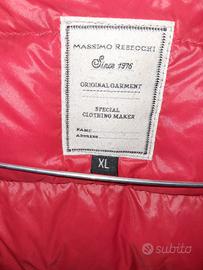 MASSIMO REBECCHI
Since 1976
ORIGINAL GARMENT
SPECIAL
CLOTHING MAKER
NAME
ADDRESS
XL
subito